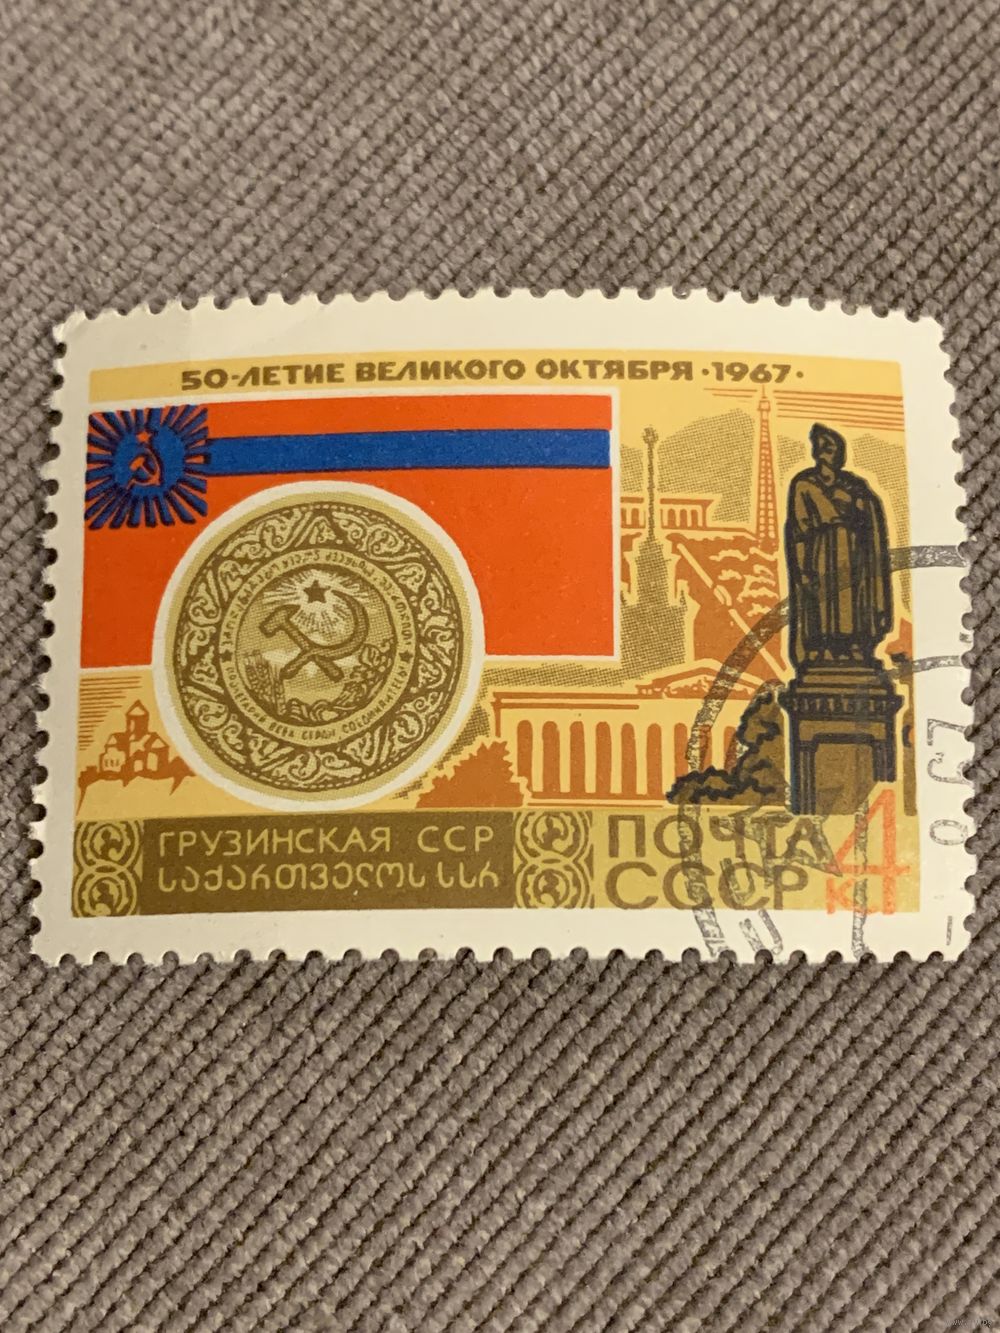 50-ЛЕТИЕ ВЕЛИКОГО ОКТЯБРЯ · 1967 ·
ГРУЗИНСКАЯ ССР
ᲡᲐᲥᲐᲠᲗᲕᲔᲚᲝᲡ ᲡᲡᲠ
ПОЧТА
СССР
4
к